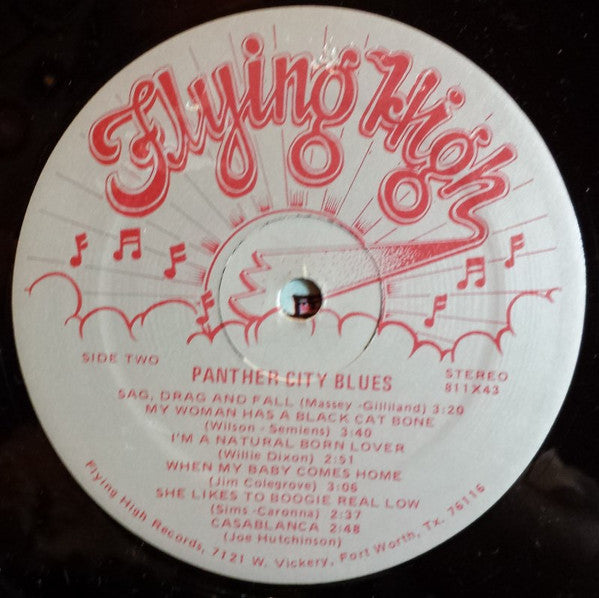 Flying High
SIDE TWO
STEREO
811X43
PANTHER CITY BLUES
SAG, DRAG AND FALL (Massey -Gilliland) 3:20
MY WOMAN HAS A BLACK CAT BONE
(Wilson - Semiens) 3:40
I'M A NATURAL BORN LOVER
(Willie Dixon) 2:51
WHEN MY BABY COMES HOME
(Jim Colegrove) 3:06
SHE LIKES TO BOOGIE REAL LOW
(Sims -Caronna) 2:37
CASABLANCA 2:48
(Joe Hutchinson)
Flying High Records, 7121 W. Vickery, Fort Worth, Tx. 76116